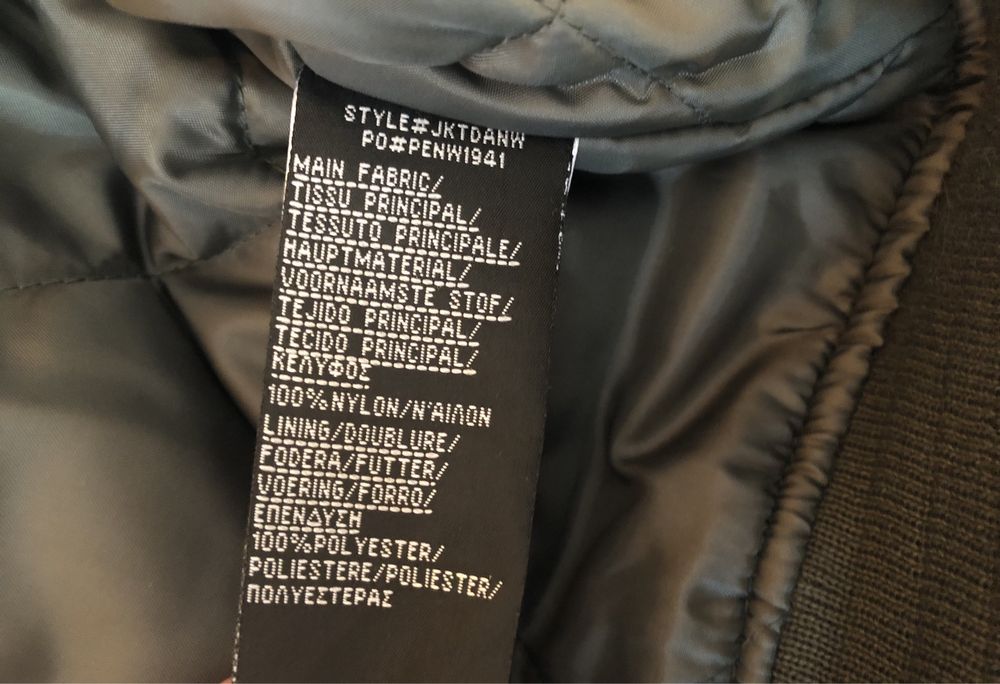 STYLE#JKTDANW
PO#PENW1941
MAIN FABRIC/
TISSU PRINCIPAL/
TESSUTO PRINCIPALE/
HAUPTMATERIAL/
VOORNAAMSTE STOF/
TEJIDO PRINCIPAL/
TECIDO PRINCIPAL/
ΚΕΛΥΦΟΣ
100%NYLON/Ν'ΑΙΛΟΝ
LINING/DOUBLURE/
FODERA/FUTTER/
VOERING/FORRO/
ΕΠΕΝΔΥΣΗ
100%POLYESTER/
POLIESTERE/POLIESTER/
ΠΟΛΥΕΣΤΕΡΑΣ